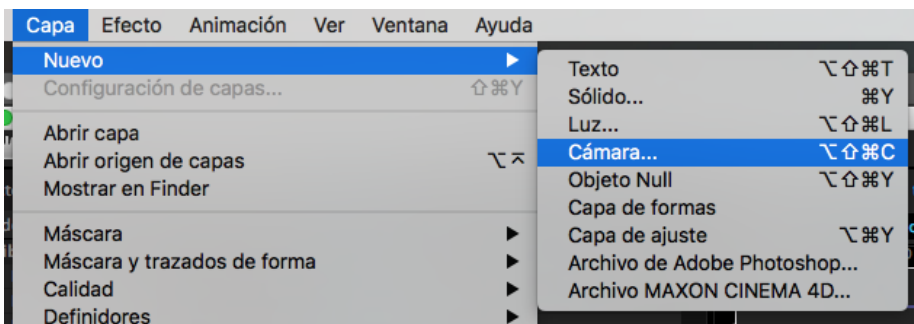 Capa Efecto Animación Ver Ventana Ayuda
Nuevo ▶
Configuración de capas... ⇧⌘Y
Abrir capa
Abrir origen de capas ⌥⌤
Mostrar en Finder
Máscara ▶
Máscara y trazados de forma ▶
Calidad ▶
Definidores ▶
Texto ⌥⇧⌘T
Sólido... ⌘Y
Luz... ⌥⇧⌘L
Cámara... ⌥⇧⌘C
Objeto Null ⌥⇧⌘Y
Capa de formas
Capa de ajuste ⌥⌘Y
Archivo de Adobe Photoshop...
Archivo MAXON CINEMA 4D...